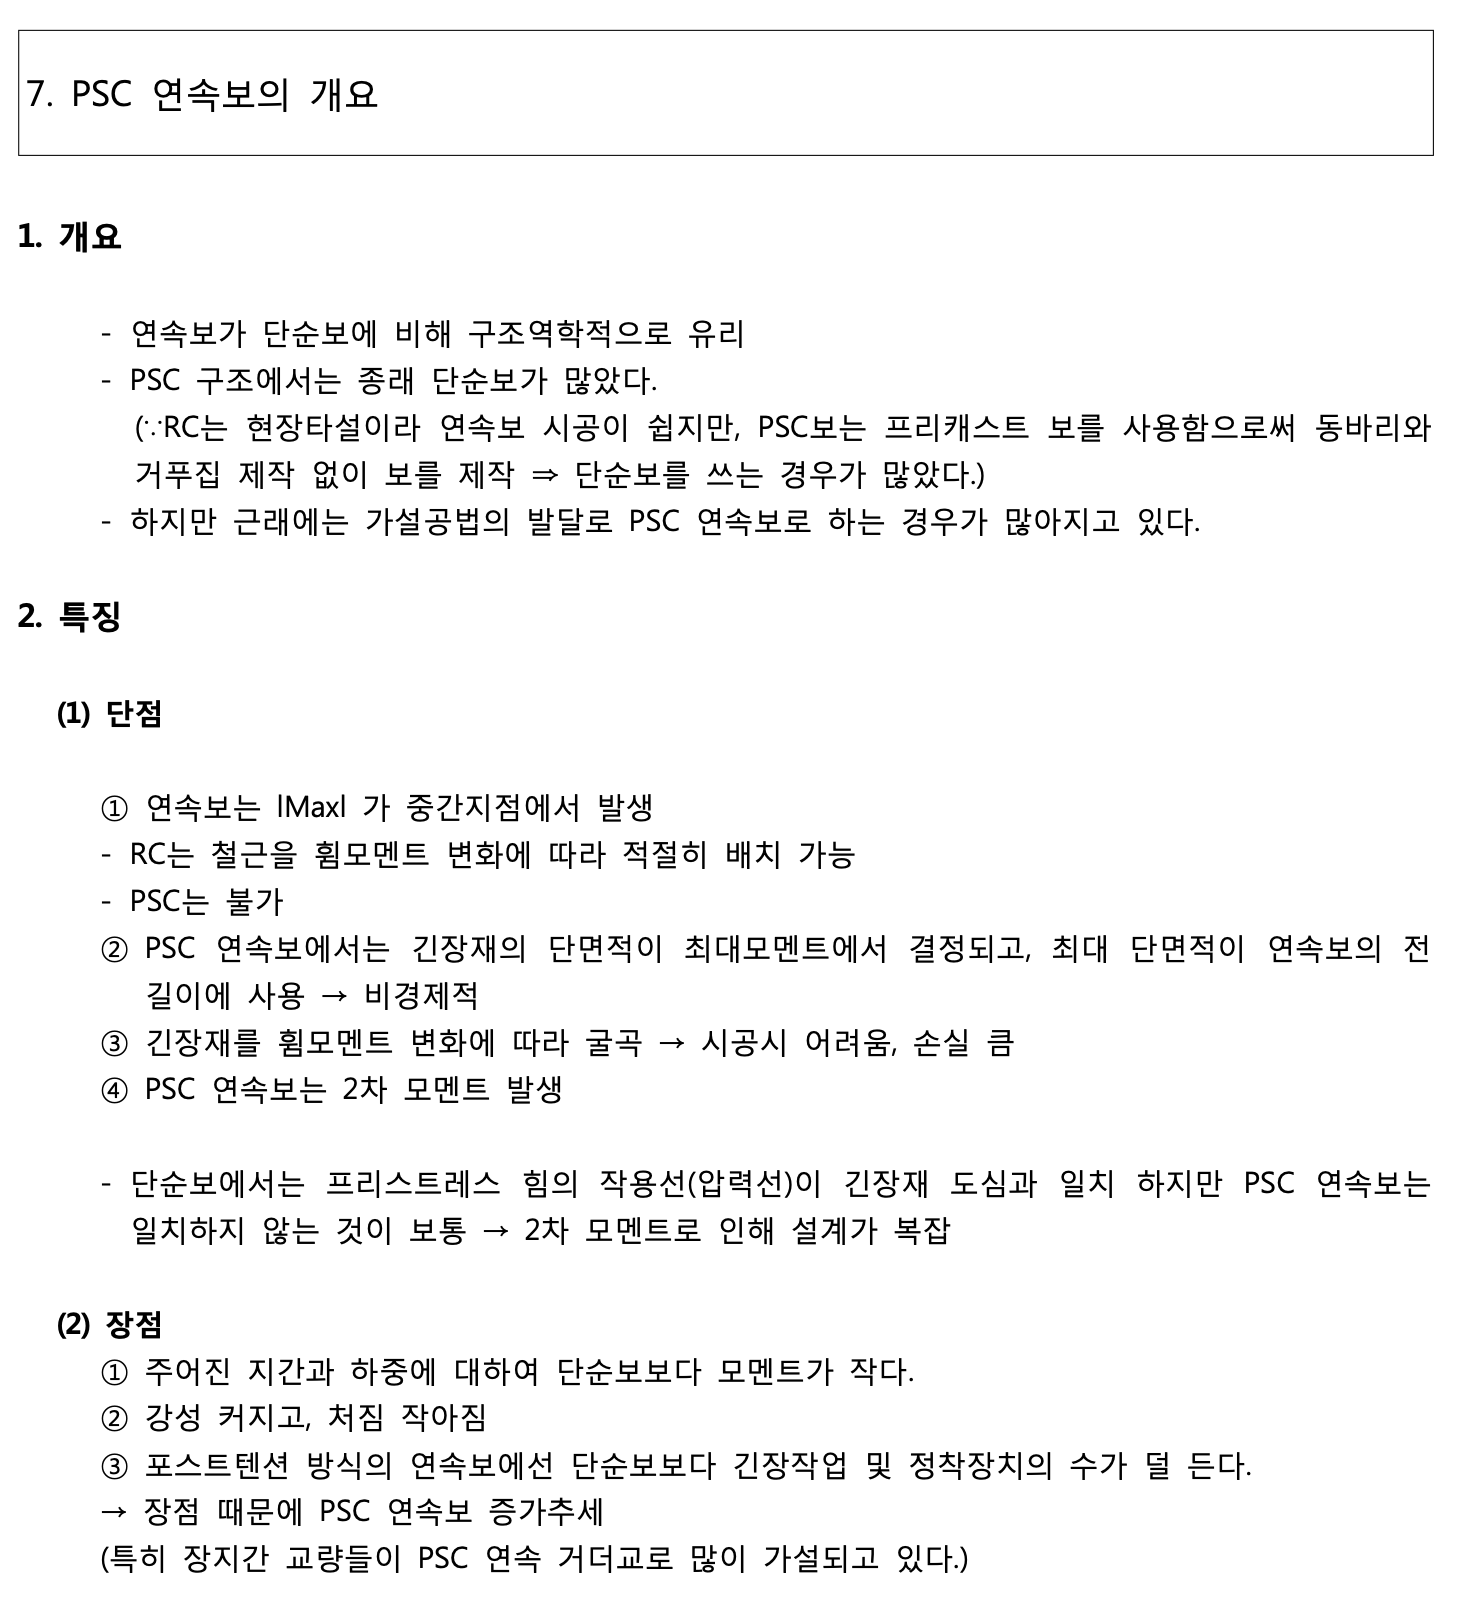 7. PSC 연속보의 개요
1. 개요
- 연속보가 단순보에 비해 구조역학적으로 유리
- PSC 구조에서는 종래 단순보가 많았다.
(∵RC는 현장타설이라 연속보 시공이 쉽지만, PSC보는 프리캐스트 보를 사용함으로써 동바리와
거푸집 제작 없이 보를 제작 ⇒ 단순보를 쓰는 경우가 많았다.)
- 하지만 근래에는 가설공법의 발달로 PSC 연속보로 하는 경우가 많아지고 있다.
2. 특징
(1) 단점
① 연속보는 lMaxl 가 중간지점에서 발생
- RC는 철근을 휨모멘트 변화에 따라 적절히 배치 가능
- PSC는 불가
② PSC 연속보에서는 긴장재의 단면적이 최대모멘트에서 결정되고, 최대 단면적이 연속보의 전
길이에 사용 → 비경제적
③ 긴장재를 휨모멘트 변화에 따라 굴곡 → 시공시 어려움, 손실 큼
④ PSC 연속보는 2차 모멘트 발생
- 단순보에서는 프리스트레스 힘의 작용선(압력선)이 긴장재 도심과 일치 하지만 PSC 연속보는
일치하지 않는 것이 보통 → 2차 모멘트로 인해 설계가 복잡
(2) 장점
① 주어진 지간과 하중에 대하여 단순보보다 모멘트가 작다.
② 강성 커지고, 처짐 작아짐
③ 포스트텐션 방식의 연속보에선 단순보보다 긴장작업 및 정착장치의 수가 덜 든다.
→ 장점 때문에 PSC 연속보 증가추세
(특히 장지간 교량들이 PSC 연속 거더교로 많이 가설되고 있다.)